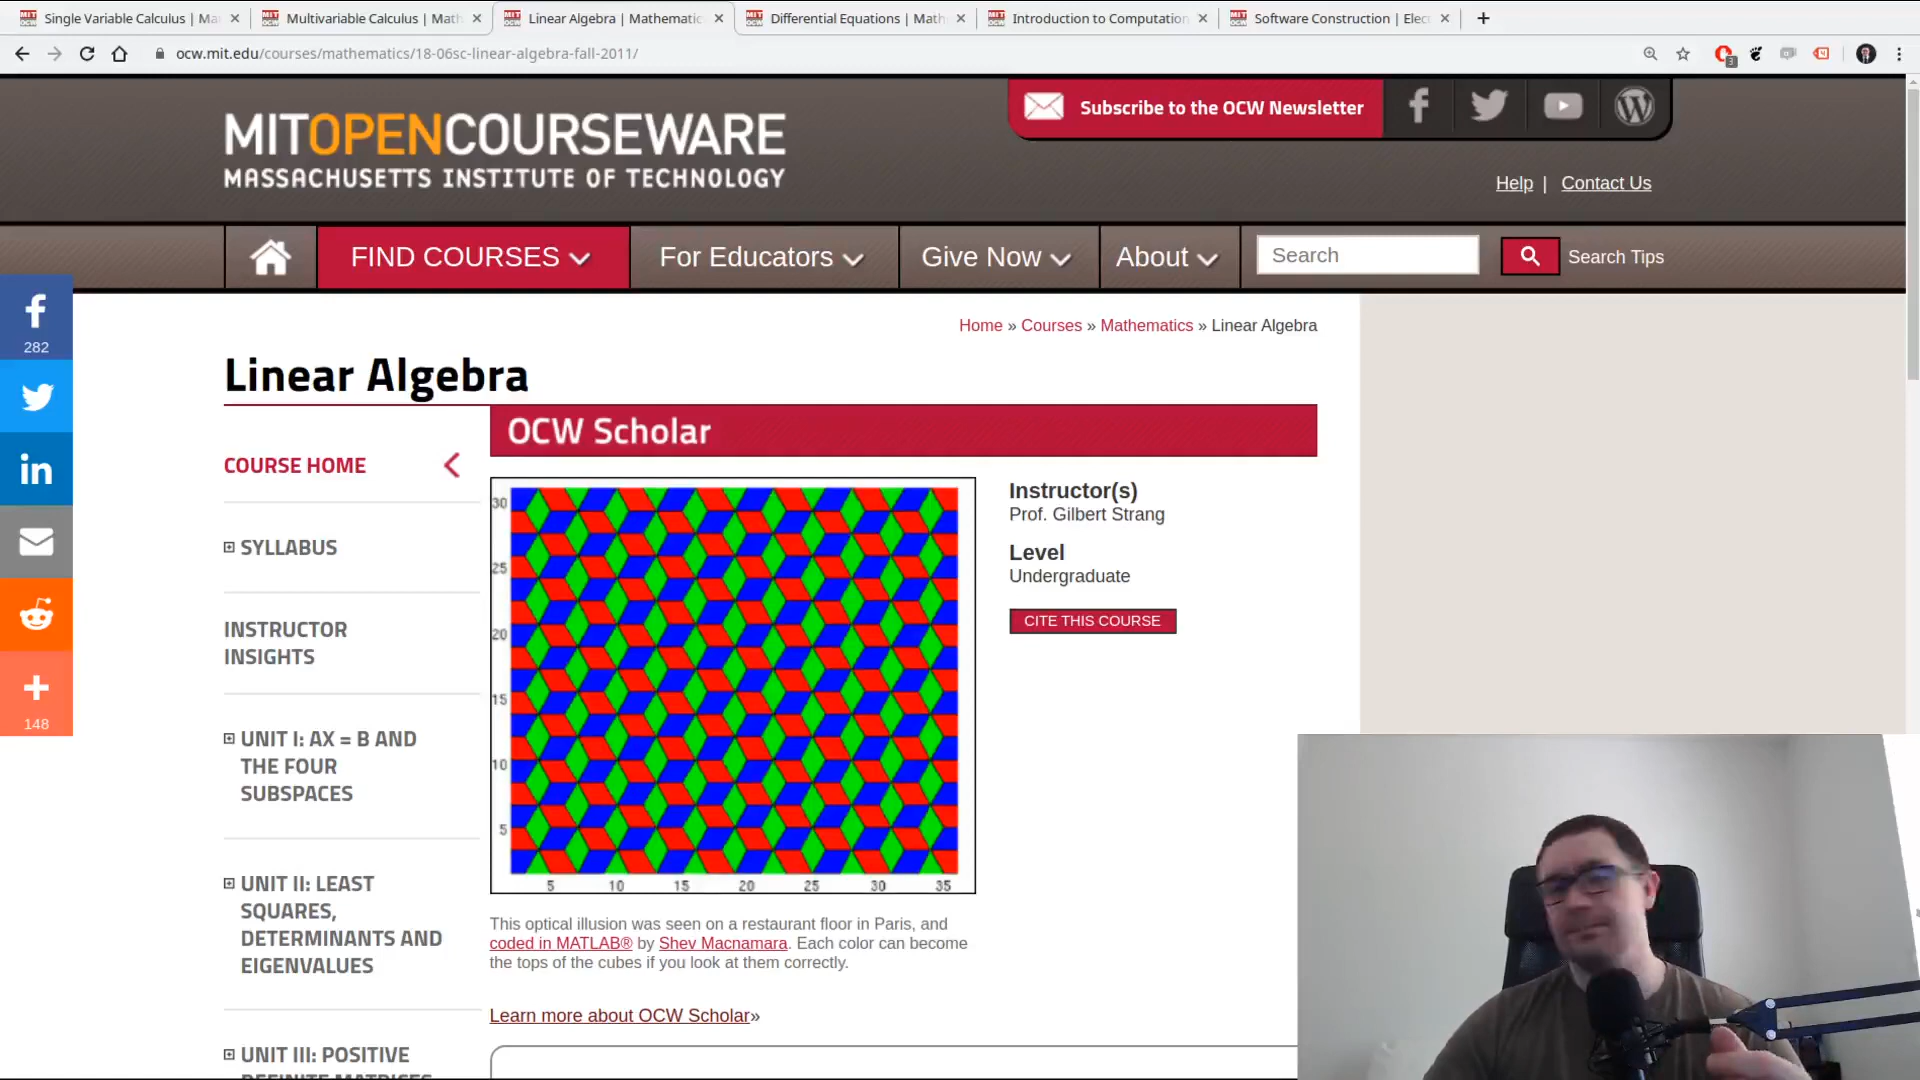 Single Variable Calculus | Ma
Multivariable Calculus | Math
Linear Algebra | Mathematic
Differential Equations | Math
Introduction to Computation
Software Construction | Elec
ocw.mit.edu/courses/mathematics/18-06sc-linear-algebra-fall-2011/
3
Subscribe to the OCW Newsletter
MITOPENCOURSEWARE
MASSACHUSETTS INSTITUTE OF TECHNOLOGY
Help | Contact Us
FIND COURSES
For Educators
Give Now
About
Search
Search Tips
282
148
Home » Courses » Mathematics » Linear Algebra
Linear Algebra
OCW Scholar
COURSE HOME
SYLLABUS
INSTRUCTOR
INSIGHTS
UNIT I: AX = B AND
THE FOUR
SUBSPACES
UNIT II: LEAST
SQUARES,
DETERMINANTS AND
EIGENVALUES
UNIT III: POSITIVE
DEFINITE MATRICES
30
25
20
15
10
5
5 10 15 20 25 30 35
Instructor(s)
Prof. Gilbert Strang
Level
Undergraduate
CITE THIS COURSE
This optical illusion was seen on a restaurant floor in Paris, and
coded in MATLAB® by Shev Macnamara. Each color can become
the tops of the cubes if you look at them correctly.
Learn more about OCW Scholar»